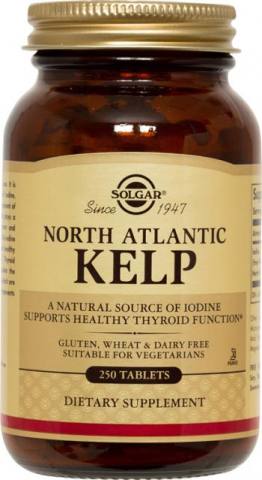 SOLGAR
SOLGAR®
Since 1947
NORTH ATLANTIC
KELP
A NATURAL SOURCE OF IODINE
SUPPORTS HEALTHY THYROID FUNCTION*
GLUTEN, WHEAT & DAIRY FREE
SUITABLE FOR VEGETARIANS
250 TABLETS
DIETARY SUPPLEMENT